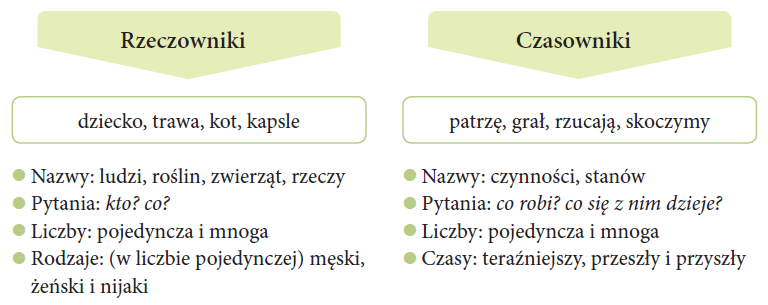 Rzeczowniki
dziecko, trawa, kot, kapsle
Nazwy: ludzi, roślin, zwierząt, rzeczy
Pytania: kto? co?
Liczby: pojedyncza i mnoga
Rodzaje: (w liczbie pojedynczej) męski,
żeński i nijaki
Czasowniki
patrzę, grał, rzucają, skoczymy
Nazwy: czynności, stanów
Pytania: co robi? co się z nim dzieje?
Liczby: pojedyncza i mnoga
Czasy: teraźniejszy, przeszły i przyszły